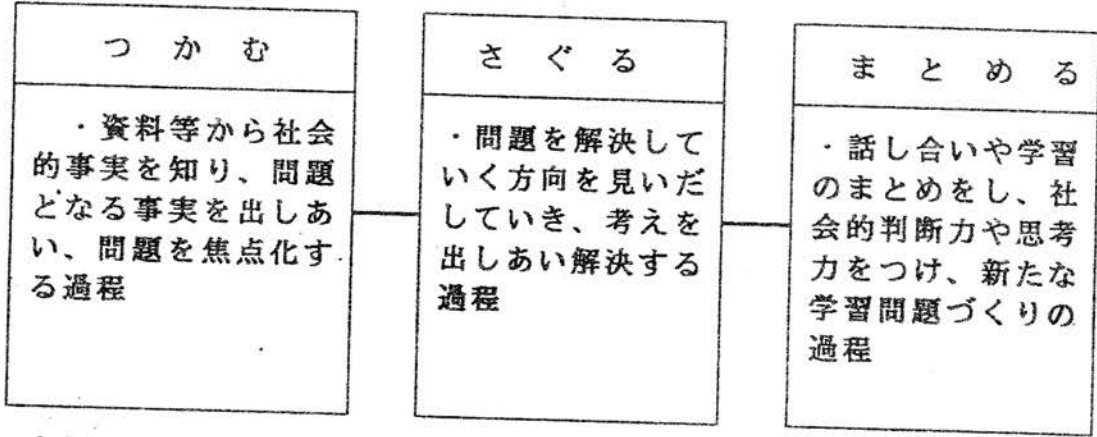 つかむ
・資料等から社会
的事実を知り、問題
となる事実を出しあ
い、問題を焦点化す
る過程
さぐる
・問題を解決して
いく方向を見いだ
していき、考えを
出しあい解決する
過程
まとめる
・話し合いや学習
のまとめをし、社
会的判断力や思考
力をつけ、新たな
学習問題づくりの
過程